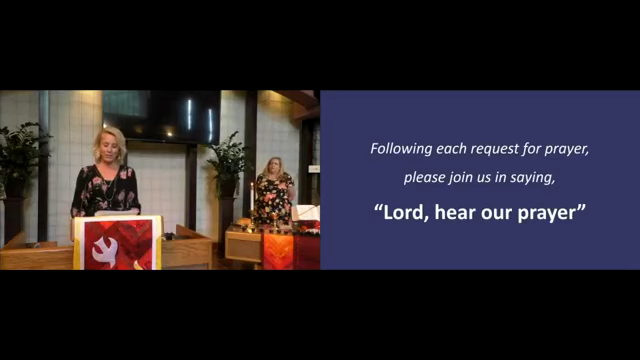 Following each request for prayer,
please join us in saying,
“Lord, hear our prayer”